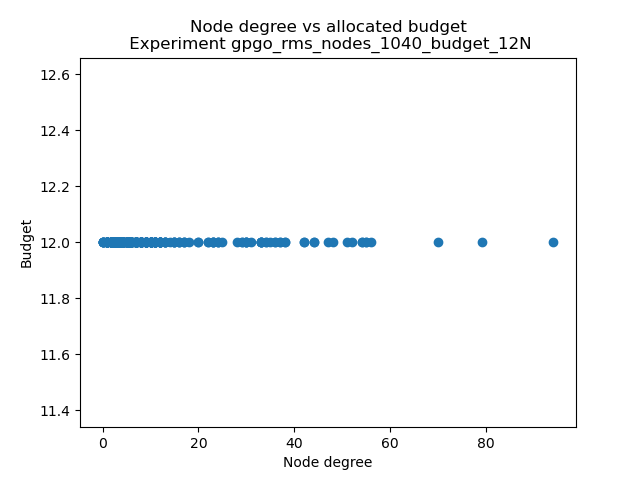 Node degree vs allocated budget
Experiment gpgo_rms_nodes_1040_budget_12N
12.6
12.4
12.2
12.0
11.8
11.6
11.4
Budget
0 20 40 60 80
Node degree